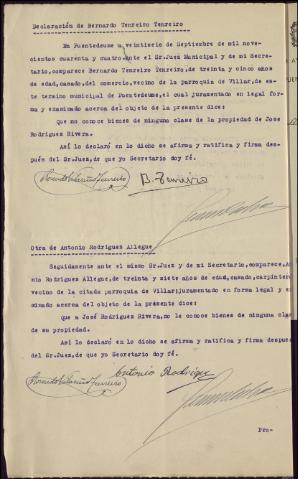 Declaración de Bernardo Tenreiro Tenreiro
En Puentedeume a veintisiete de Septiembre de mil nove-
cientos cuarenta y cuatro ante el Sr.Juez Municipal y de mi Se-
cretario,comparece Bernardo Tenreiro Tenreiro,de treinta y cinco años
de edad,casado,del comercio,vecino de la parroquia de Villar,de es-
te termino municipal de Puentedeume,el cual juramentado en legal for-
ma y examinado acerca del objeto de la presente dice:
que no conoce bienes de ninguna clase de la propiedad de Jose
Rodriguez Rivera.
Asi lo declaró en lo dicho se afirma y ratifica y firma des-
pués del Sr.Juez,de que yo Secretario doy fé.
B. Tenreiro
Otra de Antonio Rodriguez Allegue
Seguidamente ante el mismo Sr.Juez y de mi Secretario,comparece.An
nio Rodriguez Allegue,de treinta y siete años de edad,casado,carpinter
vecino de la citada parroquia de Villar;juramentado en forma legal y ex
minado acerca del objeto de la presente dice:
que a José Rodriguez Rivera,no le conoce bienes de ninguna clas
de su propiedad.
Asi lo declaró en lo dicho se afirma y ratifica y firma despue
del Sr.Juez,de que yo Secretario doy fé.
Antonio Rodrigue
Pro-